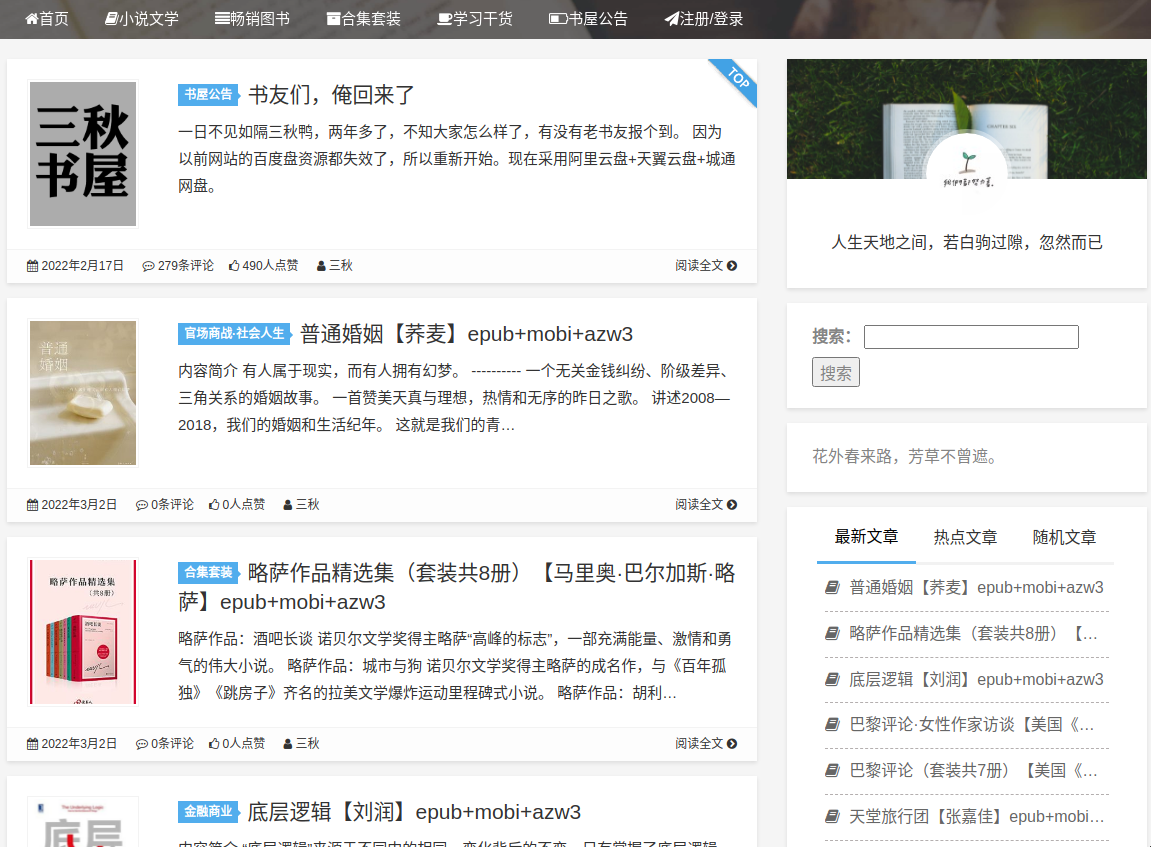 首页 小说文学 畅销图书 合集套装 学习干货 书屋公告 注册/登录
三秋
书屋
书屋公告 书友们，俺回来了
TOP
一日不见如隔三秋鸭，两年多了，不知大家怎么样了，有没有老书友报个到。 因为
以前网站的百度盘资源都失效了，所以重新开始。现在采用阿里云盘+天翼云盘+城通
网盘。
2022年2月17日 279条评论 490人点赞 三秋 阅读全文
普通
婚姻
官场商战·社会人生 普通婚姻【荞麦】epub+mobi+azw3
内容简介 有人属于现实，而有人拥有幻梦。 ---------- 一个无关金钱纠纷、阶级差异、
三角关系的婚姻故事。 一首赞美天真与理想，热情和无序的昨日之歌。 讲述2008—
2018，我们的婚姻和生活纪年。 这就是我们的青…
2022年3月2日 0条评论 0人点赞 三秋 阅读全文
略萨作品精选集
（共8册）
酒吧长谈
合集套装 略萨作品精选集（套装共8册）【马里奥·巴尔加斯·略
萨】epub+mobi+azw3
略萨作品：酒吧长谈 诺贝尔文学奖得主略萨“高峰的标志”，一部充满能量、激情和勇
气的伟大小说。 略萨作品：城市与狗 诺贝尔文学奖得主略萨的成名作，与《百年孤
独》《跳房子》齐名的拉美文学爆炸运动里程碑式小说。 略萨作品：胡利…
2022年3月2日 0条评论 0人点赞 三秋 阅读全文
The Underlying Logic
底层
金融商业 底层逻辑【刘润】epub+mobi+azw3
内容简介 “底层逻辑”来源于不同中的相同，变化背后的不变。只有掌握了底层逻辑，
人生天地之间，若白驹过隙，忽然而已
搜索：
搜索
花外春来路，芳草不曾遮。
最新文章 热点文章 随机文章
普通婚姻【荞麦】epub+mobi+azw3
略萨作品精选集（套装共8册）【…
底层逻辑【刘润】epub+mobi+azw3
巴黎评论·女性作家访谈【美国《…
巴黎评论（套装共7册）【美国《…
天堂旅行团【张嘉佳】epub+mobi…